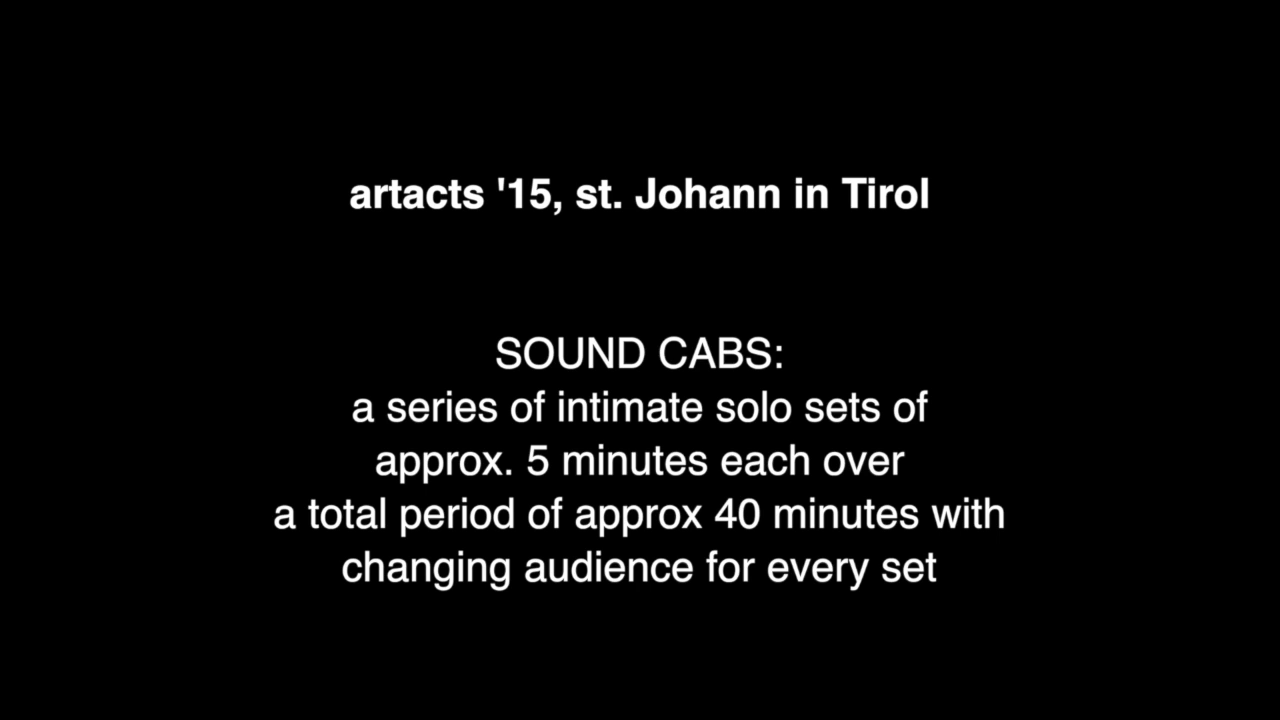 artacts '15, st. Johann in Tirol
SOUND CABS:
a series of intimate solo sets of
approx. 5 minutes each over
a total period of approx 40 minutes with
changing audience for every set